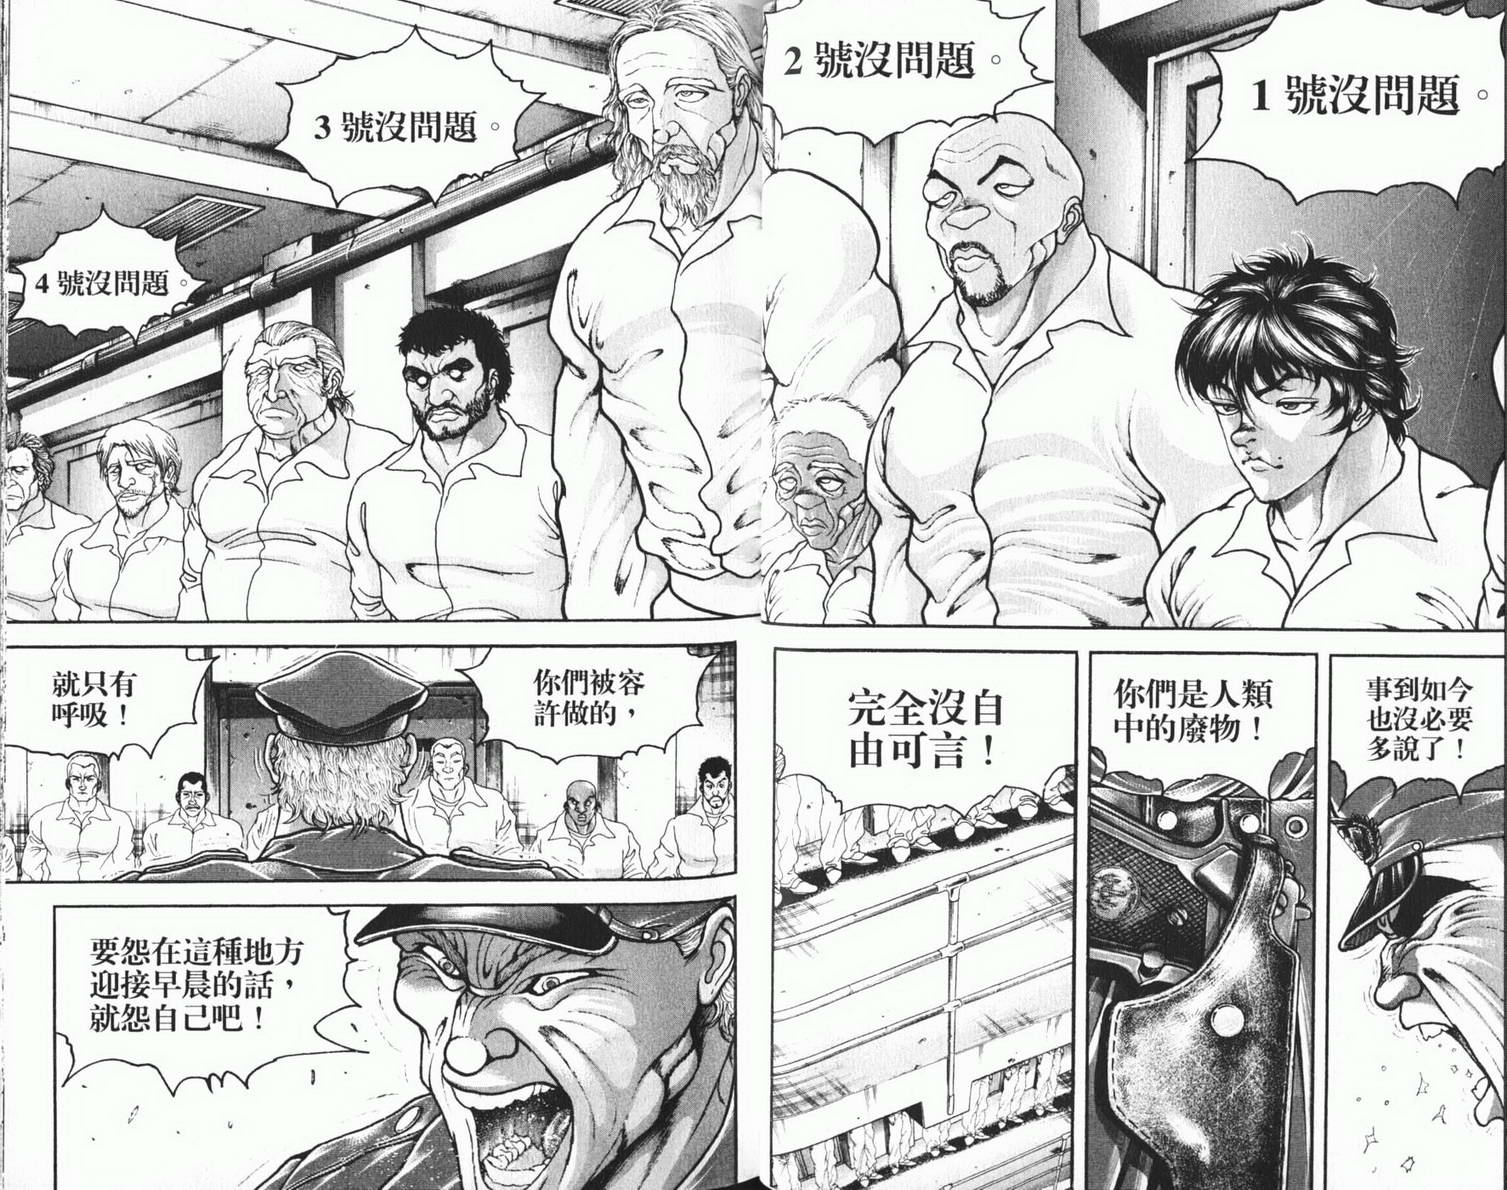 1 號沒問題。
2 號沒問題。
3 號沒問題。
4 號沒問題。
事到如今
也沒必要
多說了！
你們是人類
中的廢物！
完全沒自
由可言！
你們被容
許做的，
就只有
呼吸！
要怨在這種地方
迎接早晨的話，
就怨自己吧！